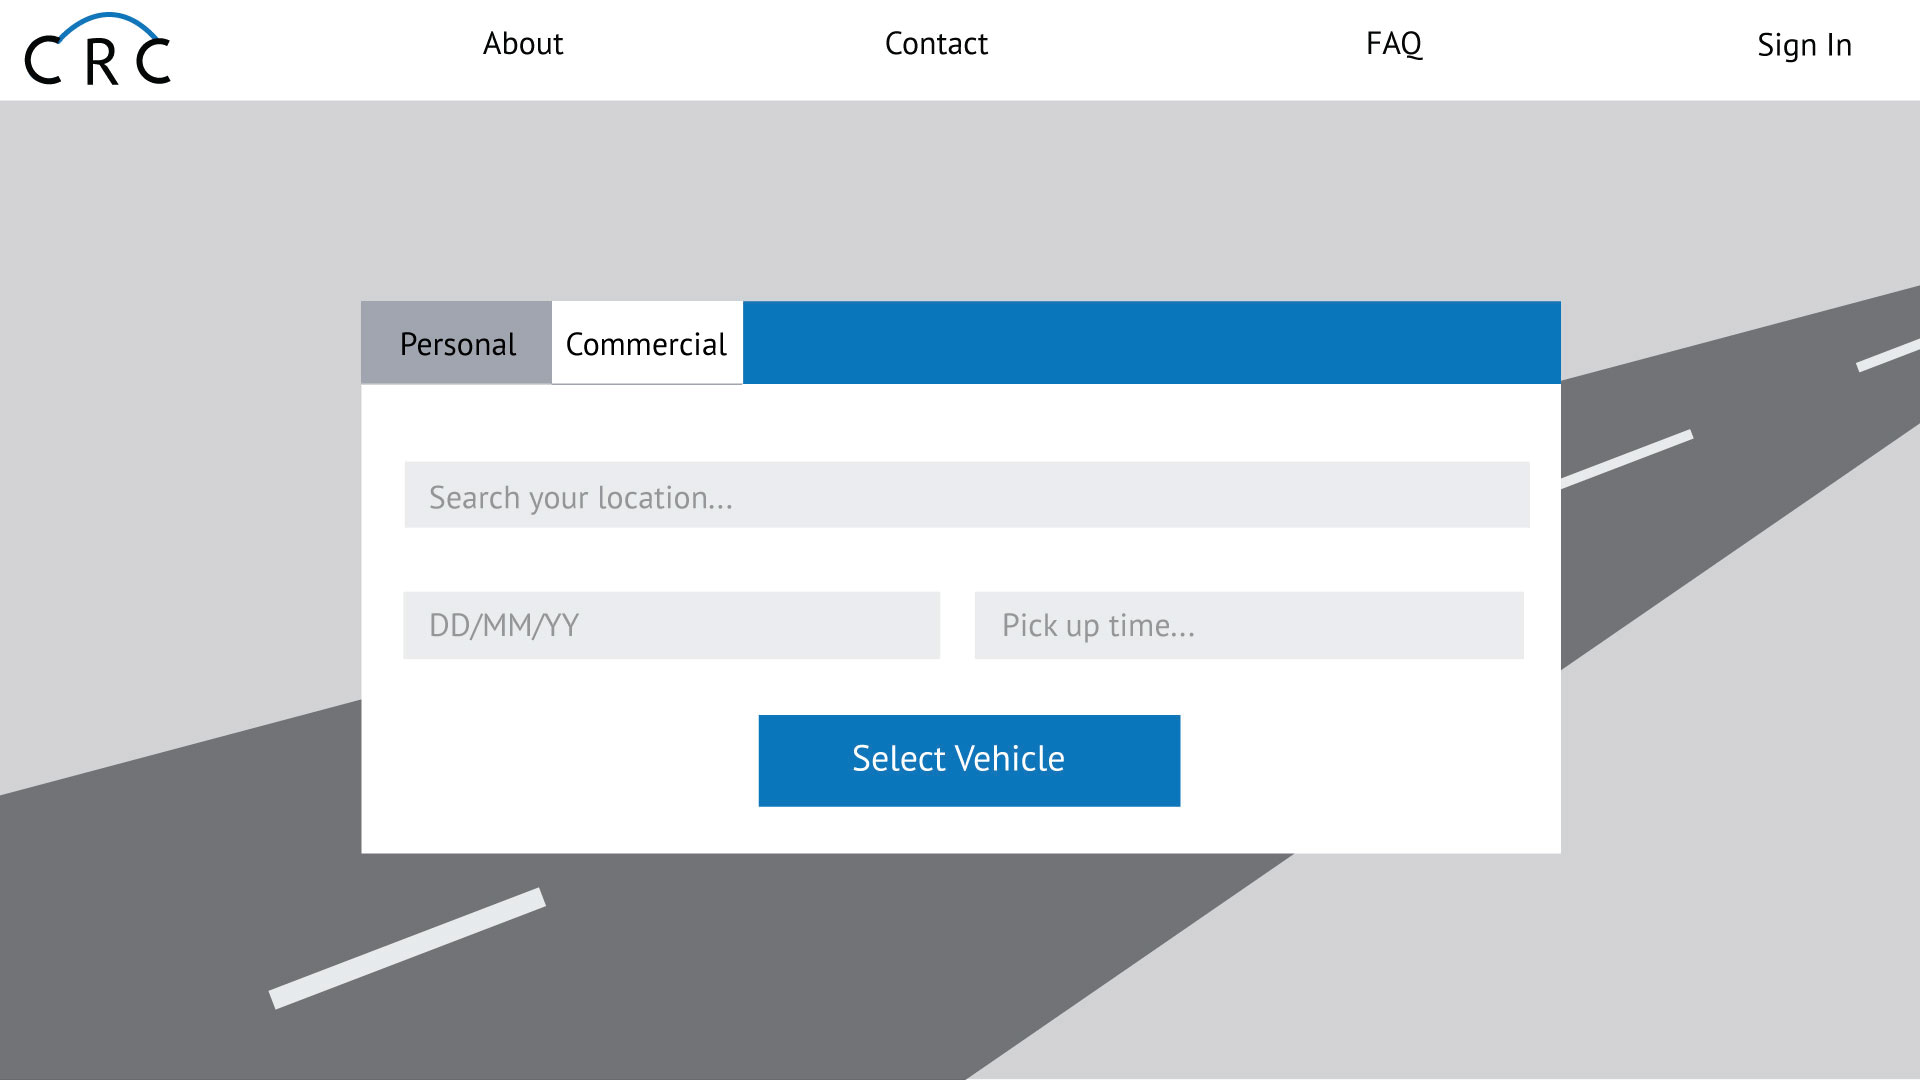 CRC
About
Contact
FAQ
Sign In
Personal
Commercial
Search your location...
DD/MM/YY
Pick up time...
Select Vehicle